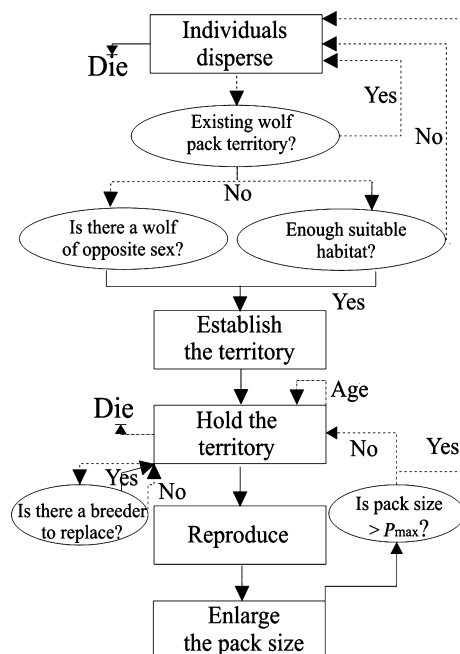 Individuals
disperse
Die
Yes
Existing wolf
pack territory?
No
No
Is there a wolf
of opposite sex?
Enough suitable
habitat?
Yes
Establish
the territory
Age
Die
Hold the
territory
No
Yes
Yes
No
Is there a breeder
to replace?
Is pack size
> Pmax?
Reproduce
Enlarge
the pack size